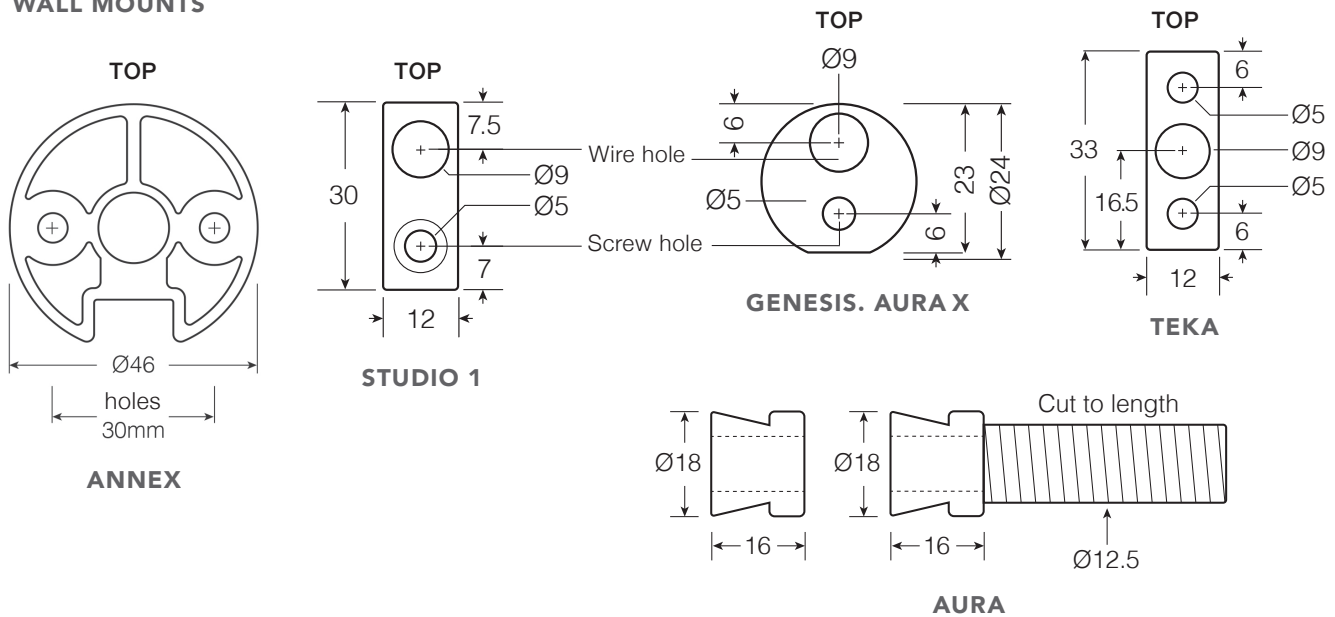 WALL MOUNTS
TOP
Ø46
holes
30mm
ANNEX
TOP
30
7.5
Ø9
Ø5
7
12
STUDIO 1
Wire hole
Screw hole
TOP
Ø9
6
Ø5
23
Ø24
6
GENESIS. AURA X
TOP
6
Ø5
33
Ø9
16.5
Ø5
6
12
TEKA
Ø18
16
Ø18
16
Cut to length
Ø12.5
AURA